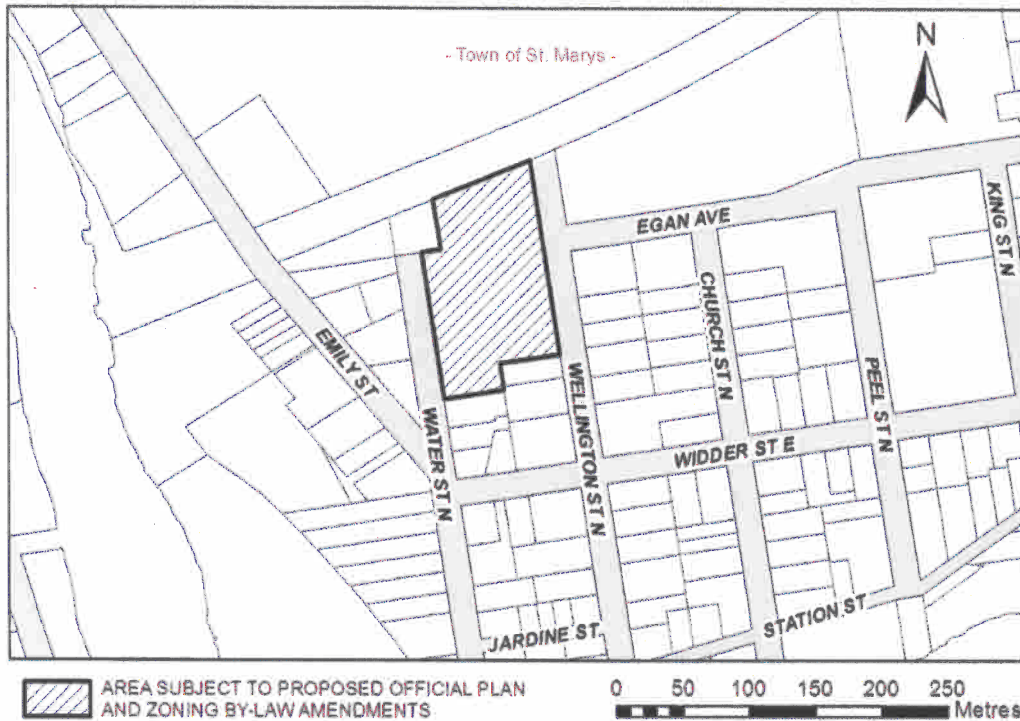 - Town of St. Marys -
N
EGAN AVE
KING ST N
CHURCH ST N
EMILY ST
PEEL ST N
WATER ST N
WELLINGTON ST N
WIDDER ST E
JARDINE ST.
STATION ST
AREA SUBJECT TO PROPOSED OFFICIAL PLAN
AND ZONING BY-LAW AMENDMENTS
0 50 100 150 200 250
Metres